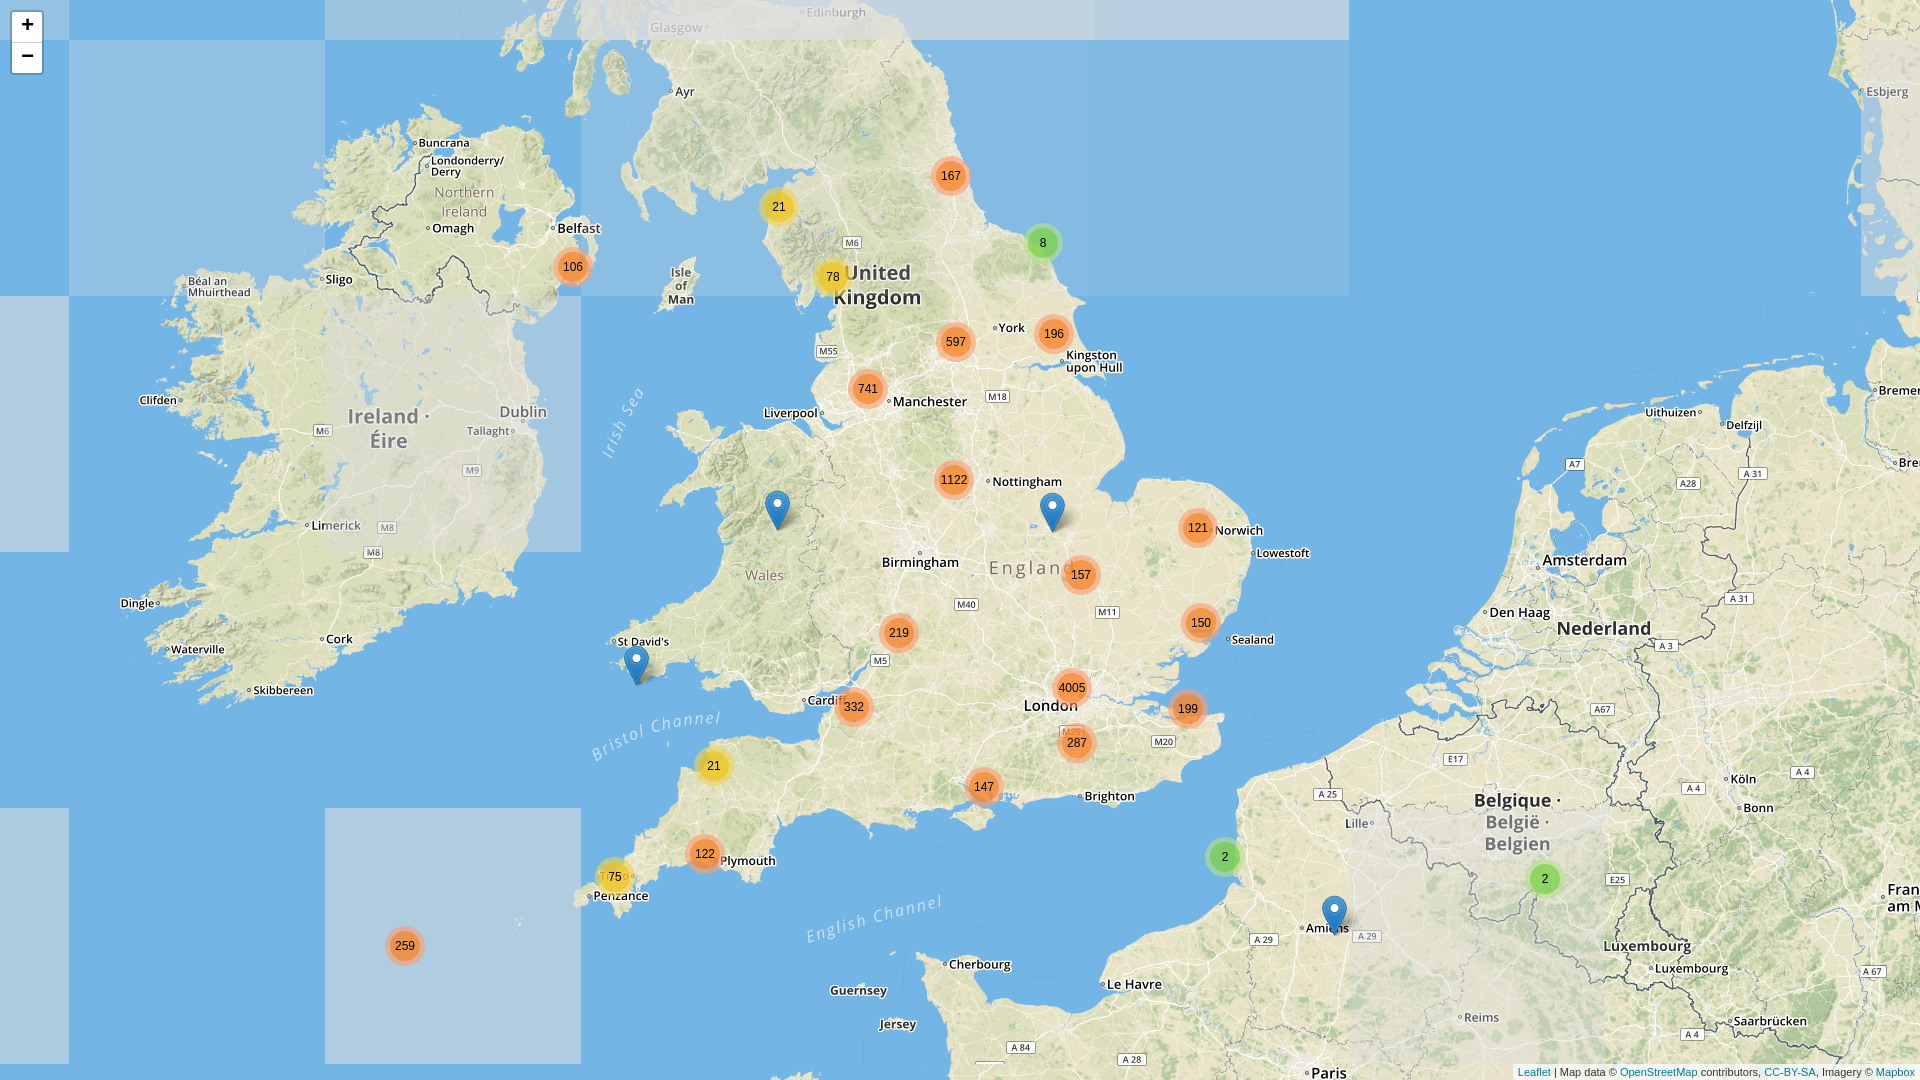 +
−
Edinburgh
Glasgow
Ayr
Esbjerg
Buncrana
Londonderry/
Derry
Northern
Ireland
Omagh
Belfast
106
167
21
8
M6
78
United
Kingdom
Isle
of
Man
Sligo
Béal an
Mhuirthead
York
196
597
Kingston
upon Hull
M55
741
Manchester
M18
Liverpool
Irish Sea
Clifden
Ireland ·
Éire
Dublin
Tallaght
M6
M9
Limerick
M8
M8
1122
Nottingham
121
Norwich
Lowestoft
Birmingham
England
157
Wales
M40
M11
150
Sealand
219
M5
St David's
Dingle
Cork
Waterville
Skibbereen
Cardiff
332
4005
London
199
M25
287
M20
Bristol Channel
21
147
Brighton
122
Plymouth
75
Penzance
259
English Channel
Guernsey
Jersey
Cherbourg
Le Havre
2
Amiens
A 29
A 29
A 84
A 28
Paris
Reims
Lille
A 25
E17
Belgique ·
België ·
Belgien
2
E25
Luxembourg
Luxembourg
Saarbrücken
A 4
A 67
Fran
am M
Köln
Bonn
A 4
A 4
A67
A 3
A 31
Nederland
Den Haag
Amsterdam
A7
A28
A 31
Uithuizen
Delfzijl
Bremer
Bre
Leaflet | Map data © OpenStreetMap contributors, CC-BY-SA, Imagery © Mapbox